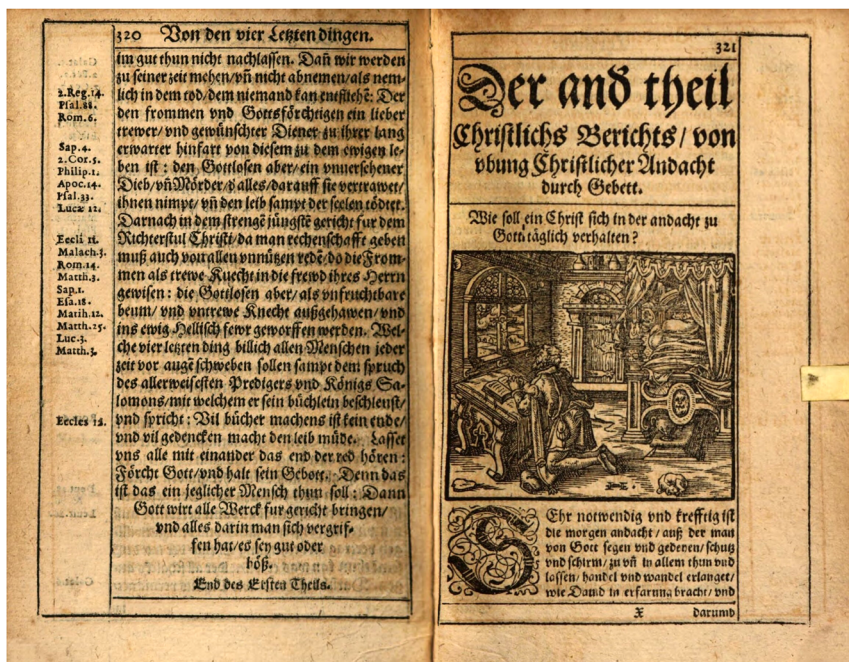 320 Von den vier Letzten dingen.
im gut thun nicht nachlassen. Dañ wir werden
zu seiner zeit mehen/vñ nicht abnemen/als nem-
lich in dem tod/dem niemand kan entfliehẽ: Der
den frommen vnd Gottsförchtigen ein lieber
trewer/vnd gewünschter Diener zu ihrer lang
erwarter hinfart von diesem zu dem ewigen le-
ben ist: den Gottlosen aber/ein vnuersehener
Dieb/vñ Mörder/ alles/darauff sie vertrawet/
ihnen nimpt/vñ den leib sampt der seelen tödtet.
Darnach in dem strengẽ jüngstẽ gericht fur dem
Richterstul Christi/da man rechenschafft geben
muß auch von allen vnnützen redẽ/do die From-
men als trewe Knecht in die frewd ihres Herrn
gewisen: die Gottlosen aber/als vnfruchtbare
beum/vnd vntrewe Knecht außgehawen/vnd
ins ewig Hellisch fewr geworffen werden. Wel-
che vier letzten ding billich allen Menschen jeder
zeit vor augẽ schweben sollen sampt dem spruch
des allerweisesten Predigers vnd Königs Sa-
lomons/mit welchem er sein büchlein beschleust/
vnd spricht: Vil bücher machens ist kein ende/
vnd vil gedencken macht den leib müde. Lasset
vns alle mit einander das end der red hören:
Förcht Gott/vnd halt sein Gebott. Denn das
ist das ein jeglicher Mensch thun soll: Dann
Gott wirt alle Werck fur gericht bringen/
vnd alles darin man sich vergrif-
fen hat/es sey gut oder
böß.
End des Ersten Theils.
2.Reg.14.
Psal.88.
Rom.6.
Sap.4.
2.Cor.5.
Philip.1.
Apoc.14.
Psal.33.
Lucæ 12.
Eccli 11.
Malach.3.
Rom.14.
Matth.3.
Sap.1.
Esa.18.
Matth.12.
Matth.25.
Luc.3.
Matth.3.
Eccles 12.
321
Der and theil
Christlichs Berichts/von
vbung Christlicher Andacht
durch Gebett.
Wie soll ein Christ sich in der andacht zu
Gott täglich verhalten?
SEhr notwendig vnd krefftig ist
die morgen andacht/auß der man
von Gott segen vnd gedeyen/schutz
vnd schirm/zu vñ in allem thun vnd
lassen/handel vnd wandel erlanget/
wie Dauid in erfarung bracht/vnd
X darumb